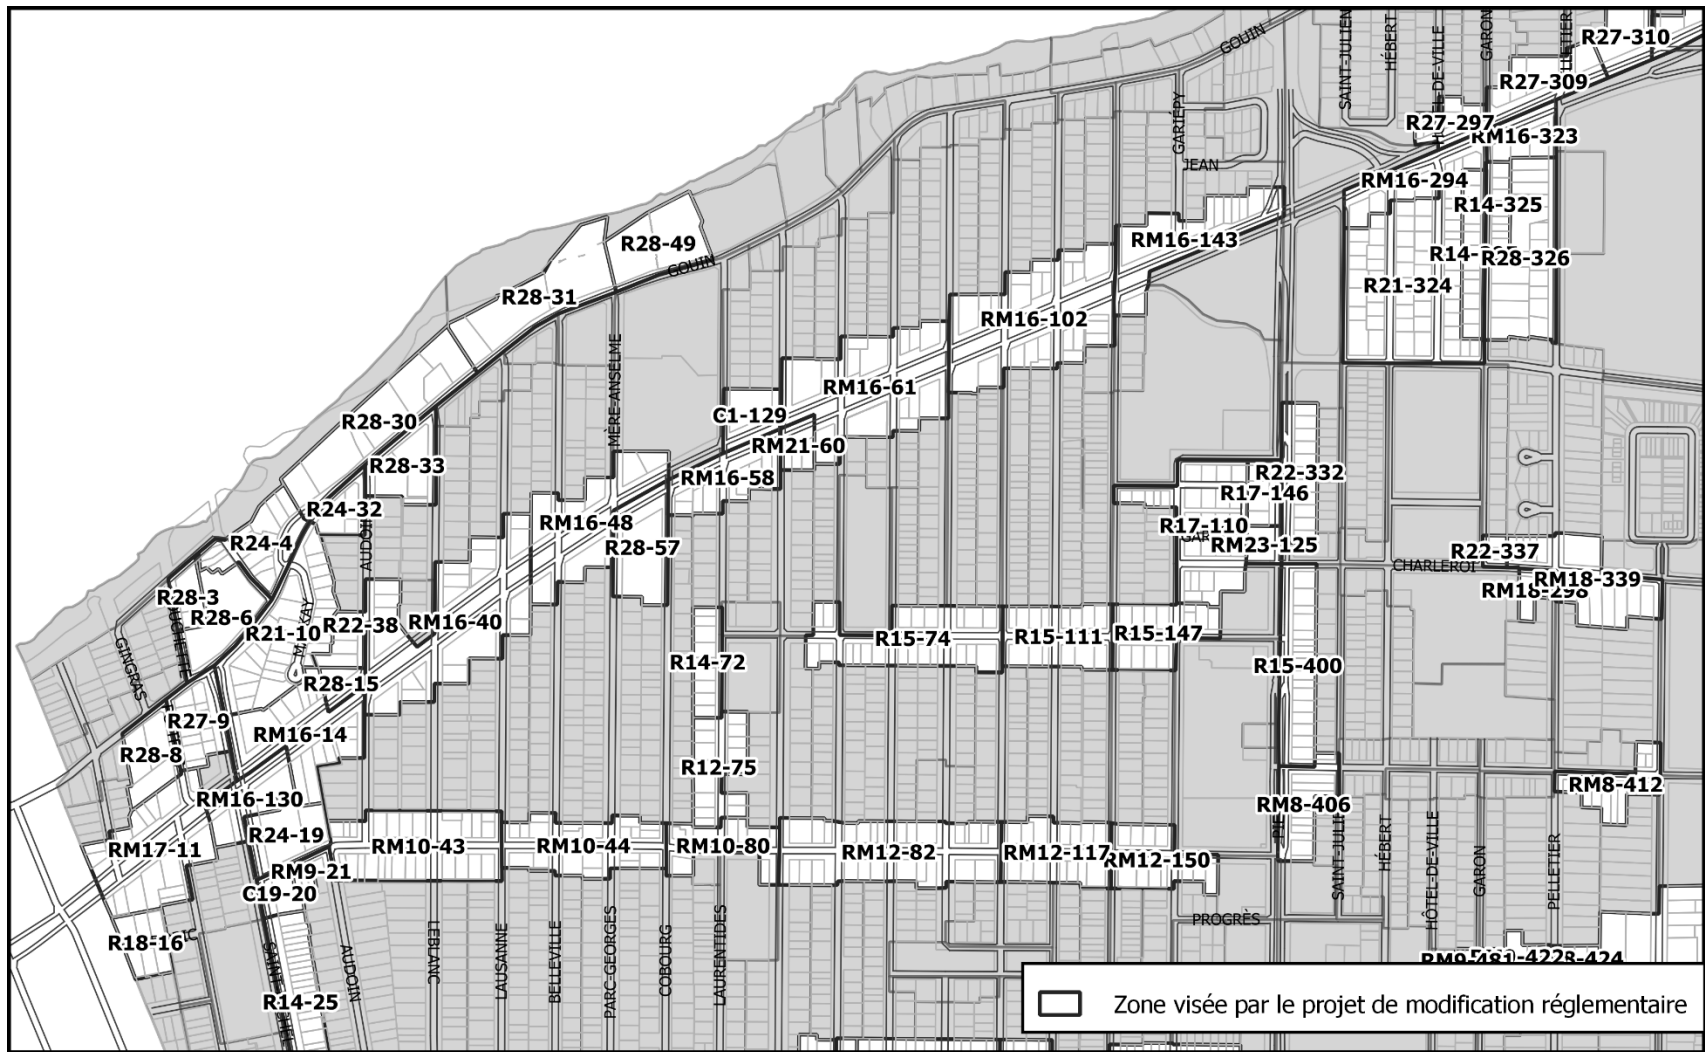 R27-310
GOUIN
SAINT-JULIEN
HÉBERT
GARON
R27-309
R27-297
RM16-323
GARIÉPY
JEAN
RM16-294
R14-325
R28-49
RM16-143
GOUIN
R28-326
R21-324
R28-31
RM16-102
MÈRE-ANSELME
RM16-61
C1-129
R28-30
RM21-60
R28-33
RM16-58
R22-332
R17-146
R24-32
RM16-48
R17-110
R24-4
R28-57
RM23-125
R22-337
CHARLEROI
RM18-339
RM18-298
R28-3
R28-6
R21-10
R22-38
RM16-40
R15-74
R15-111
R15-147
GINGRAS
R14-72
R15-400
R28-15
R27-9
RM16-14
R28-8
R12-75
RM8-412
RM16-130
RM8-406
R24-19
RM17-11
RM10-43
RM10-44
RM10-80
RM12-82
RM12-117
RM12-150
RM9-21
C19-20
HÉBERT
HÔTEL-DE-VILLE
GARON
PELLETIER
R18-16
AUDOIN
LEBLANC
LAUSANNE
BELLEVILLE
PARC-GEORGES
COBOURG
LAURENTIDES
PROGRÈS
R14-25
Zone visée par le projet de modification réglementaire